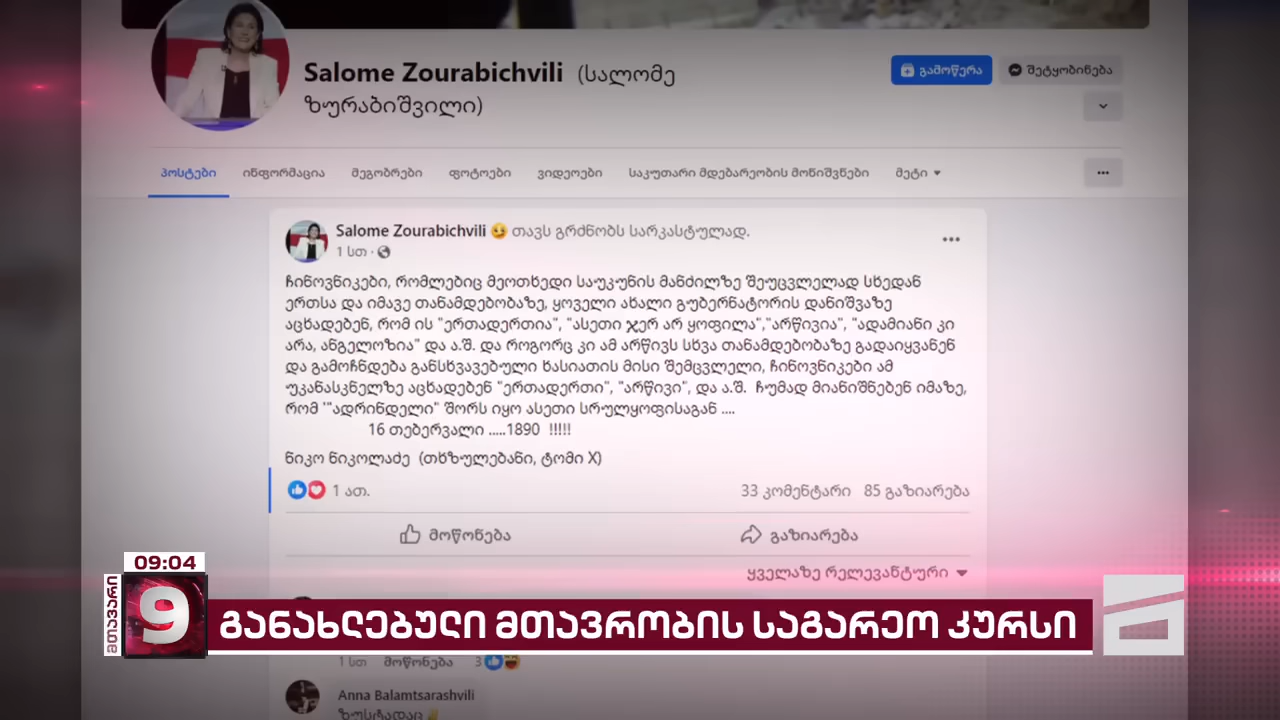 Salome Zourabichvili (სალომე
ზურაბიშვილი)
გამოწერა
შეტყობინება
პოსტები ინფორმაცია მეგობრები ფოტოები ვიდეოები საკუთარი მდებარეობის მონიშვნები მეტი
Salome Zourabichvili 😏 თავს გრძნობს სარკასტულად.
1 სთ ·
ჩინოვნიკები, რომლებიც მეოთხედი საუკუნის მანძილზე შეუცვლელად სხედან
ერთსა და იმავე თანამდებობაზე, ყოველი ახალი გუბერნატორის დანიშვაზე
აცხადებენ, რომ ის "ერთადერთია", "ასეთი ჯერ არ ყოფილა","არწივია", "ადამიანი კი
არა, ანგელოზია" და ა.შ. და როგორც კი ამ არწივს სხვა თანამდებობაზე გადაიყვანენ
და გამოჩნდება განსხვავებული ხასიათის მისი შემცვლელი, ჩინოვნიკები ამ
უკანასკნელზე აცხადებენ "ერთადერთი", "არწივი", და ა.შ. ჩუმად მიანიშნებენ იმაზე,
რომ '"ადრინდელი" შორს იყო ასეთი სრულყოფისაგან ....
16 თებერვალი .....1890 !!!!!
ნიკო ნიკოლაძე (თხზულებანი, ტომი X)
1 ათ.
33 კომენტარი 85 გაზიარება
მოწონება
გაზიარება
ყველაზე რელევანტური
09:04
მთავარი
9
განახლებული მთავრობის საგარეო კურსი
1 სთ მოწონება 3
Anna Balamtsarashvili
ზუსტადაც